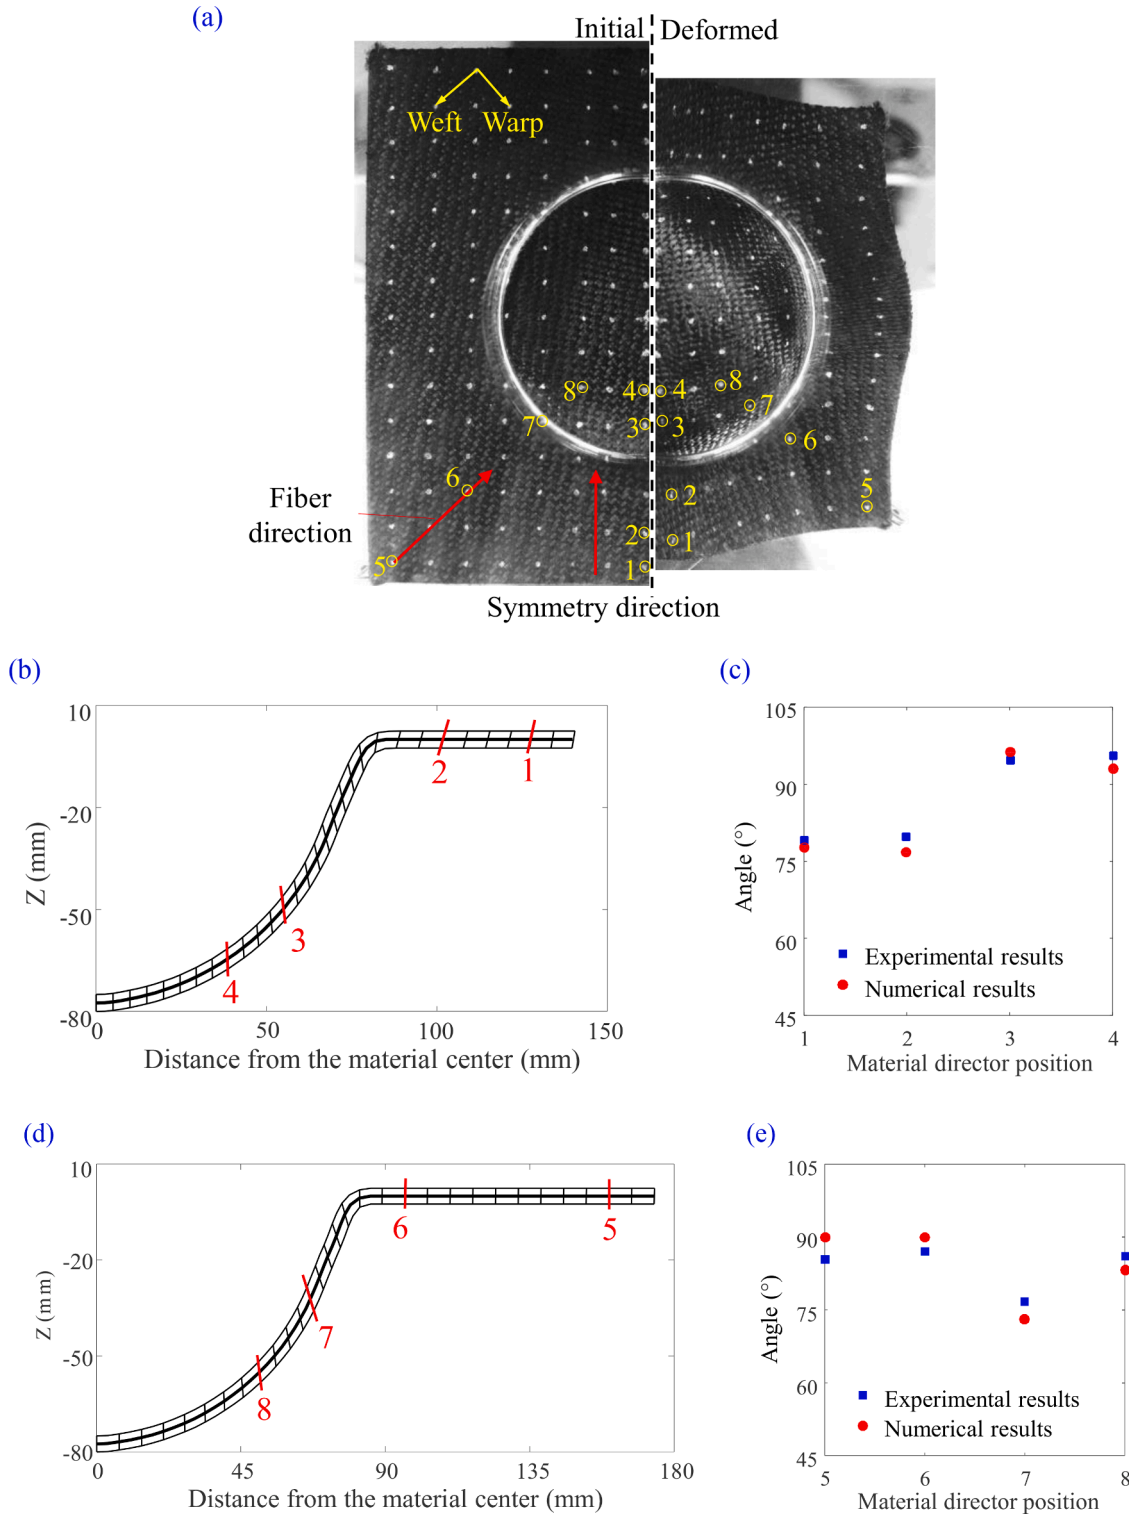 (a)
Initial Deformed
Weft Warp
8 4 4 8
7 3 3 7
6 6
Fiber
direction
5 2 2 5
1 1
Symmetry direction
(b)
10
-20
-50
-80
Z (mm)
0 50 100 150
Distance from the material center (mm)
1
2
3
4
(c)
105
90
75
60
45
Angle (°)
Experimental results
Numerical results
1 2 3 4
Material director position
(d)
10
-20
-50
-80
Z (mm)
0 45 90 135 180
Distance from the material center (mm)
5
6
7
8
(e)
105
90
75
60
45
Angle (°)
Experimental results
Numerical results
5 6 7 8
Material director position